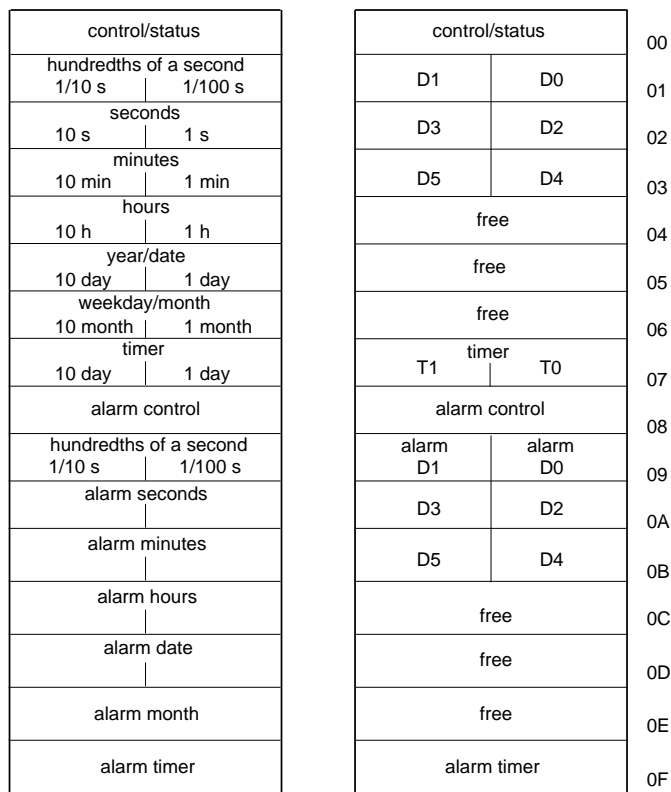 control/status control/status 00
hundredths of a second
1/10 s 1/100 s D1 D0 01
seconds
10 s 1 s D3 D2 02
minutes
10 min 1 min D5 D4 03
hours
10 h 1 h free 04
year/date
10 day 1 day free 05
weekday/month
10 month 1 month free 06
timer timer
10 day 1 day T1 T0 07
alarm control alarm control 08
hundredths of a second alarm alarm
1/10 s 1/100 s D1 D0 09
alarm seconds D3 D2 0A
alarm minutes D5 D4 0B
alarm hours free 0C
alarm date free 0D
alarm month free 0E
alarm timer alarm timer 0F